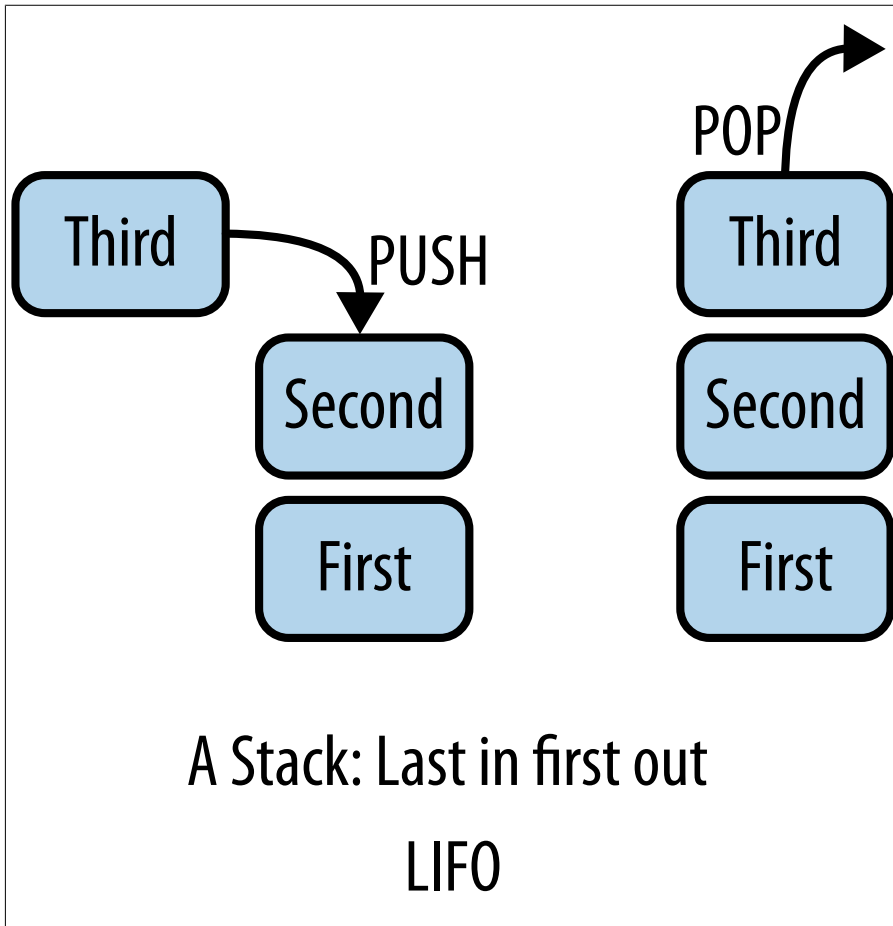 POP
Third
PUSH
Third
Second
Second
First
First
A Stack: Last in first out
LIFO